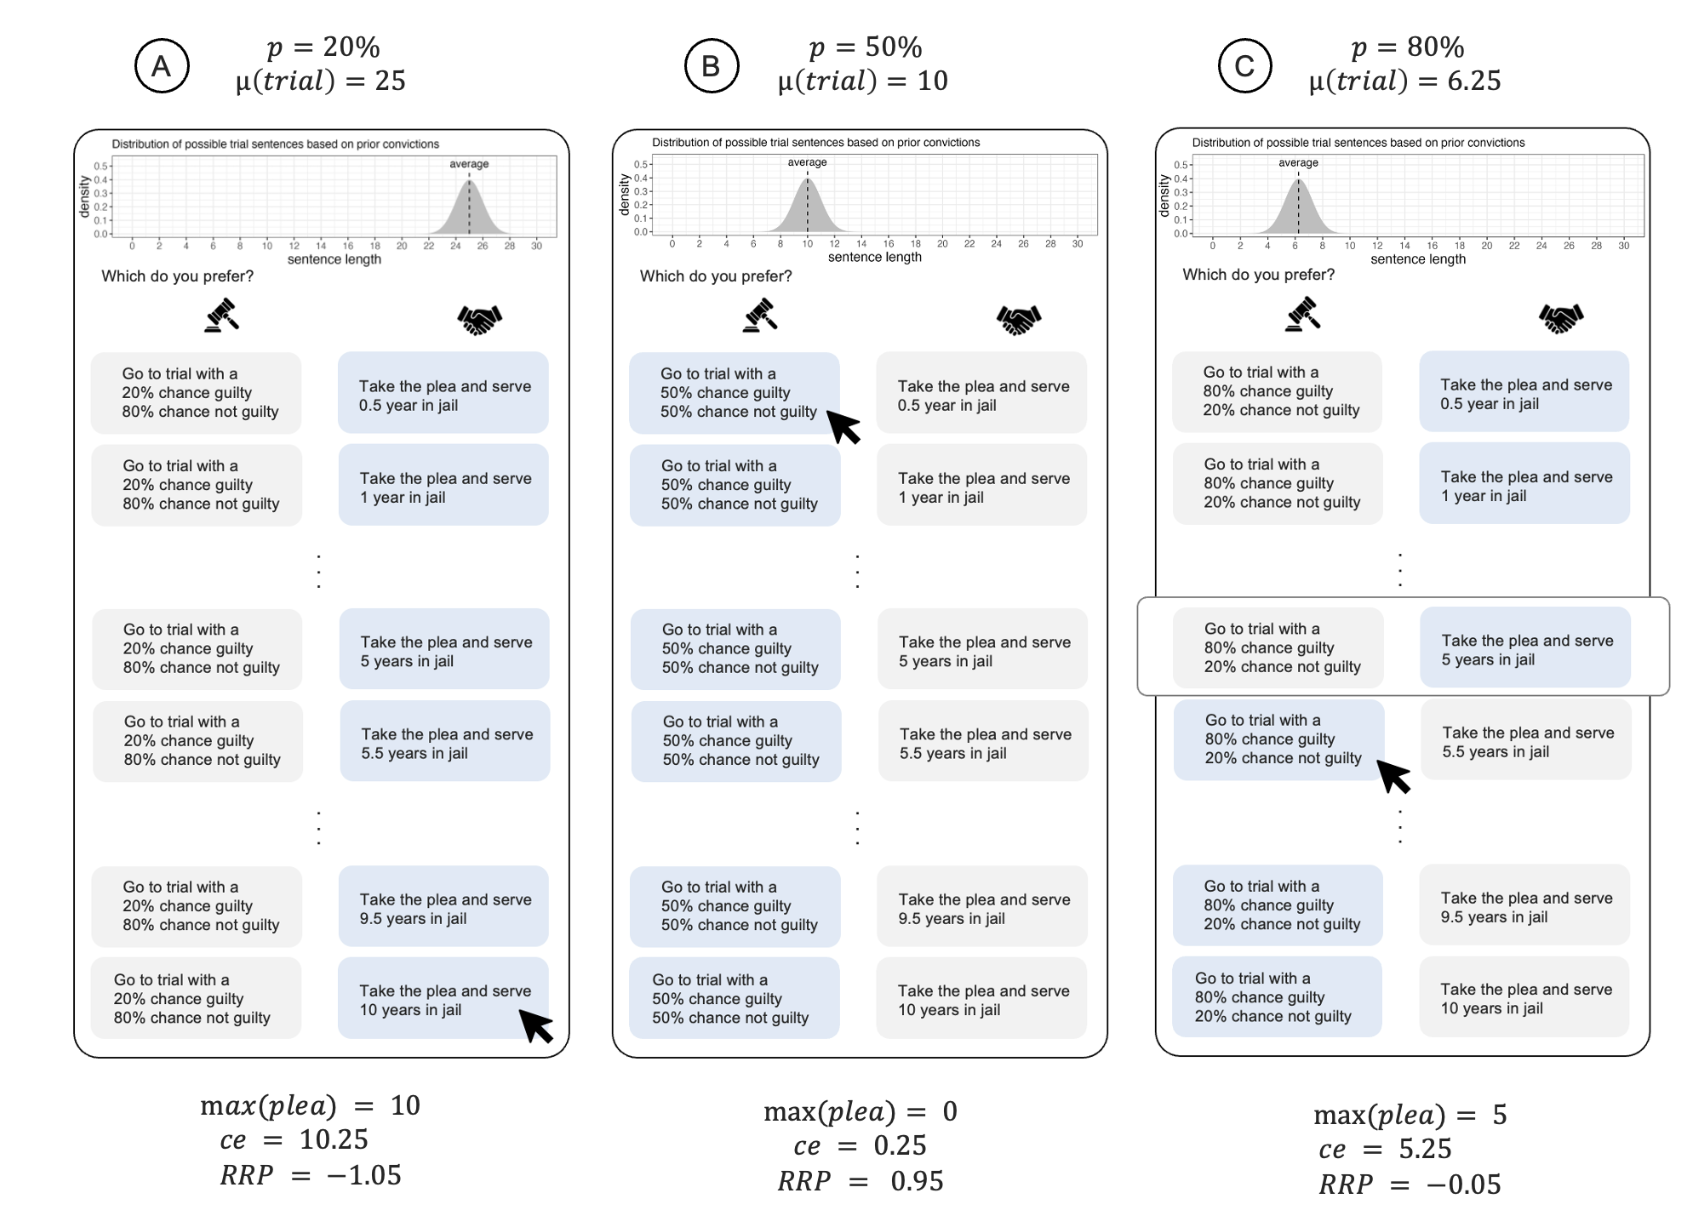 A
p = 20%
μ(trial) = 25
Distribution of possible trial sentences based on prior convictions
average
density
0.5
0.4
0.3
0.2
0.1
0.0
0 2 4 6 8 10 12 14 16 18 20 22 24 26 28 30
sentence length
Which do you prefer?
Go to trial with a
20% chance guilty
80% chance not guilty
Take the plea and serve
0.5 year in jail
Go to trial with a
20% chance guilty
80% chance not guilty
Take the plea and serve
1 year in jail
Go to trial with a
20% chance guilty
80% chance not guilty
Take the plea and serve
5 years in jail
Go to trial with a
20% chance guilty
80% chance not guilty
Take the plea and serve
5.5 years in jail
Go to trial with a
20% chance guilty
80% chance not guilty
Take the plea and serve
9.5 years in jail
Go to trial with a
20% chance guilty
80% chance not guilty
Take the plea and serve
10 years in jail
max(plea) = 10
ce = 10.25
RRP = −1.05
B
p = 50%
μ(trial) = 10
Distribution of possible trial sentences based on prior convictions
average
density
0.5
0.4
0.3
0.2
0.1
0.0
0 2 4 6 8 10 12 14 16 18 20 22 24 26 28 30
sentence length
Which do you prefer?
Go to trial with a
50% chance guilty
50% chance not guilty
Take the plea and serve
0.5 year in jail
Go to trial with a
50% chance guilty
50% chance not guilty
Take the plea and serve
1 year in jail
Go to trial with a
50% chance guilty
50% chance not guilty
Take the plea and serve
5 years in jail
Go to trial with a
50% chance guilty
50% chance not guilty
Take the plea and serve
5.5 years in jail
Go to trial with a
50% chance guilty
50% chance not guilty
Take the plea and serve
9.5 years in jail
Go to trial with a
50% chance guilty
50% chance not guilty
Take the plea and serve
10 years in jail
max(plea) = 0
ce = 0.25
RRP = 0.95
C
p = 80%
μ(trial) = 6.25
Distribution of possible trial sentences based on prior convictions
average
density
0.5
0.4
0.3
0.2
0.1
0.0
0 2 4 6 8 10 12 14 16 18 20 22 24 26 28 30
sentence length
Which do you prefer?
Go to trial with a
80% chance guilty
20% chance not guilty
Take the plea and serve
0.5 year in jail
Go to trial with a
80% chance guilty
20% chance not guilty
Take the plea and serve
1 year in jail
Go to trial with a
80% chance guilty
20% chance not guilty
Take the plea and serve
5 years in jail
Go to trial with a
80% chance guilty
20% chance not guilty
Take the plea and serve
5.5 years in jail
Go to trial with a
80% chance guilty
20% chance not guilty
Take the plea and serve
9.5 years in jail
Go to trial with a
80% chance guilty
20% chance not guilty
Take the plea and serve
10 years in jail
max(plea) = 5
ce = 5.25
RRP = −0.05